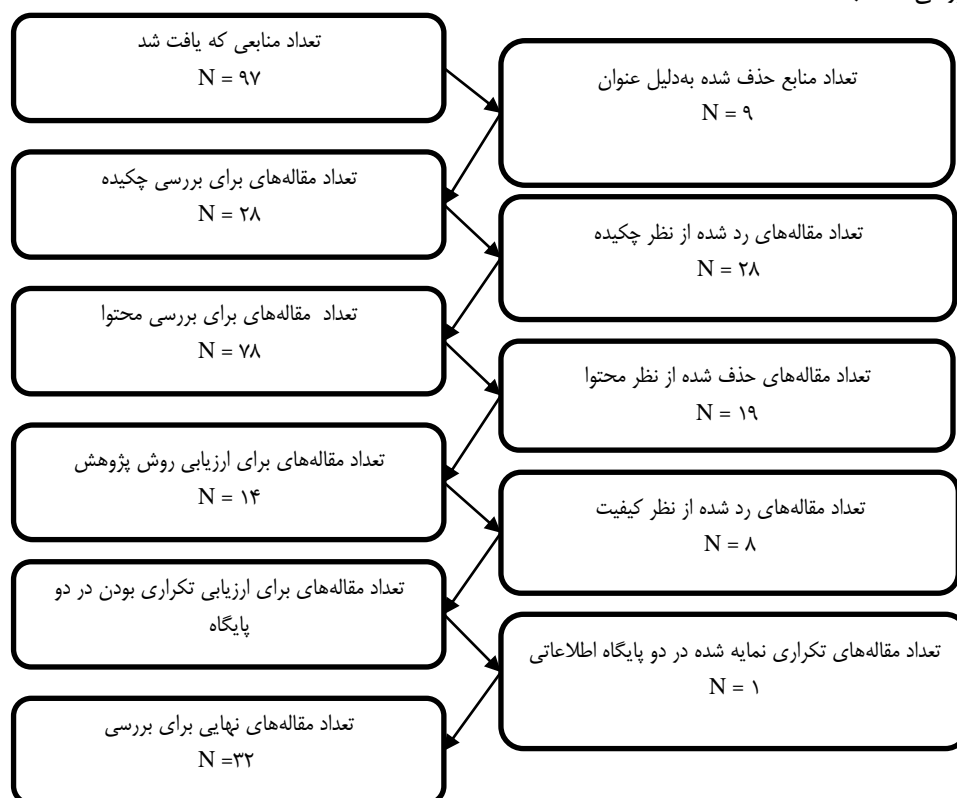 تعداد منابعی که یافت شد
N = ۹۷
تعداد منابع حذف شده به‌دلیل عنوان
N = ۹
تعداد مقاله‌های برای بررسی چکیده
N = ۲۸
تعداد مقاله‌های رد شده از نظر چکیده
N = ۲۸
تعداد مقاله‌های برای بررسی محتوا
N = ۷۸
تعداد مقاله‌های حذف شده از نظر محتوا
N = ۱۹
تعداد مقاله‌های برای ارزیابی روش پژوهش
N = ۱۴
تعداد مقاله‌های رد شده از نظر کیفیت
N = ۸
تعداد مقاله‌های برای ارزیابی تکراری بودن در دو
پایگاه
تعداد مقاله‌های تکراری نمایه شده در دو پایگاه اطلاعاتی
N = ۱
تعداد مقاله‌های نهایی برای بررسی
N =۳۲